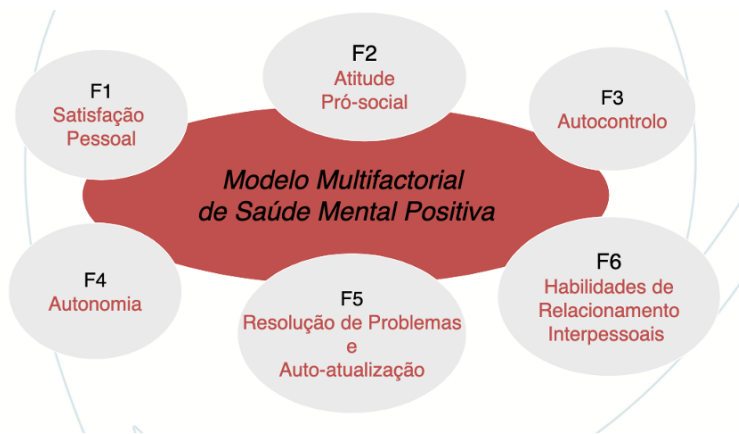 F1
Satisfação
Pessoal
F2
Atitude
Pró-social
F3
Autocontrolo
Modelo Multifactorial
de Saúde Mental Positiva
F4
Autonomia
F5
Resolução de Problemas
e
Auto-atualização
F6
Habilidades de
Relacionamento
Interpessoais